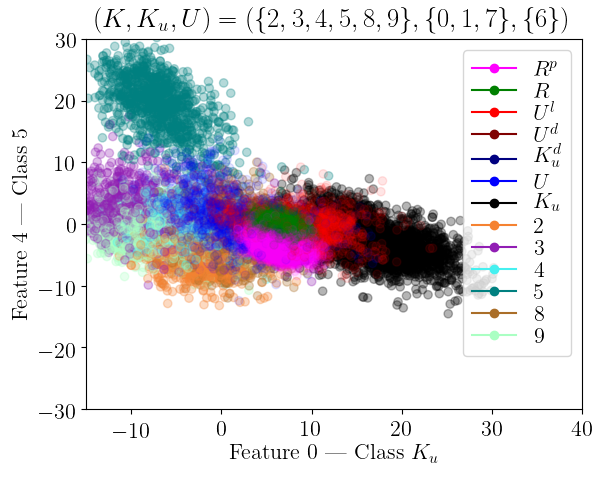 (K, K_u, U) = ({2, 3, 4, 5, 8, 9}, {0, 1, 7}, {6})
Feature 4 — Class 5
30
20
10
0
−10
−20
−30
−10
0
10
20
30
40
Feature 0 — Class K_u
R^p
R
U^l
U^d
K_u^d
U
K_u
2
3
4
5
8
9